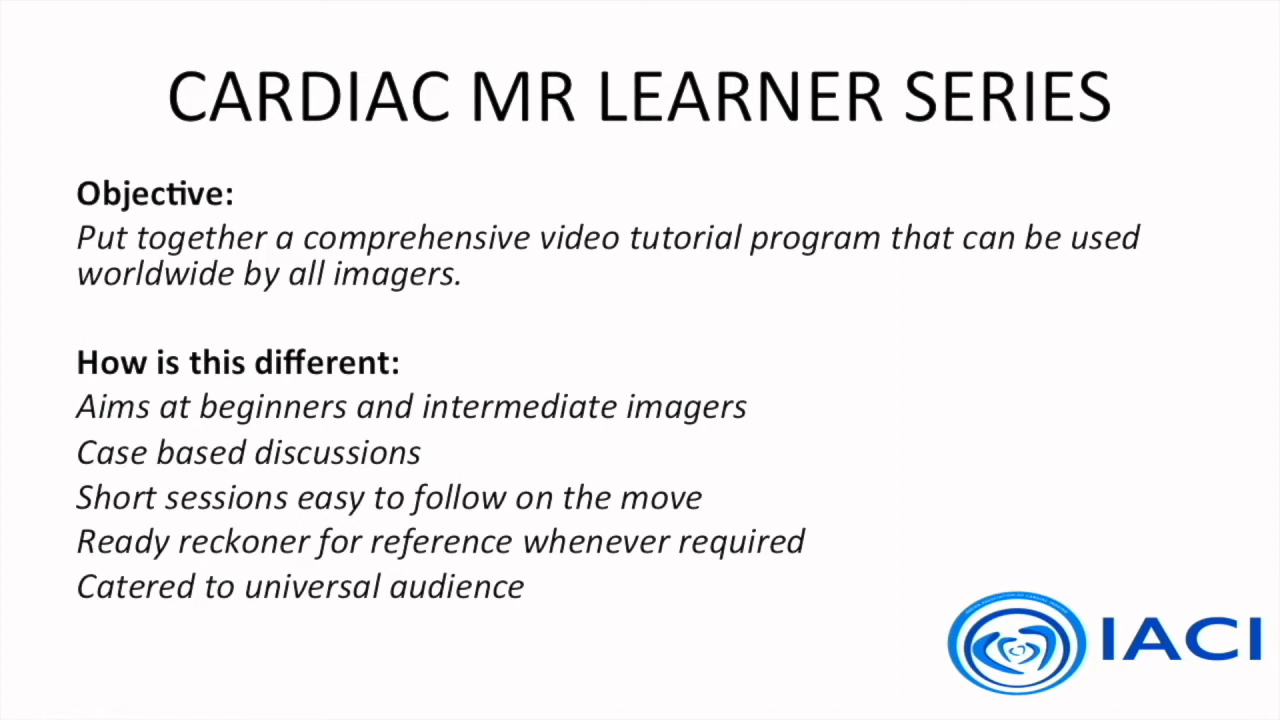 CARDIAC MR LEARNER SERIES
Objective:
Put together a comprehensive video tutorial program that can be used
worldwide by all imagers.
How is this different:
Aims at beginners and intermediate imagers
Case based discussions
Short sessions easy to follow on the move
Ready reckoner for reference whenever required
Catered to universal audience
IACI